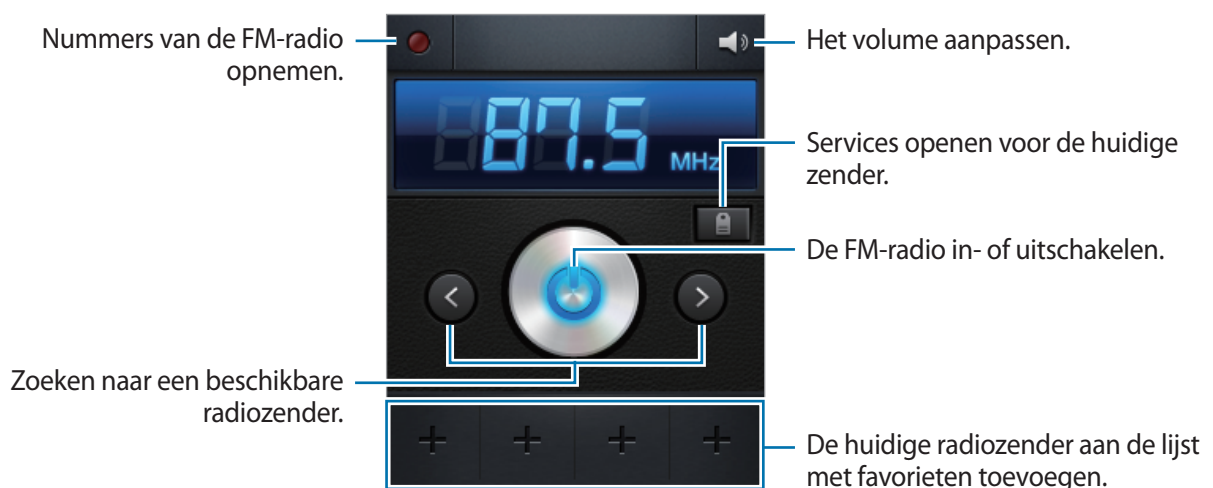 Nummers van de FM-radio
opnemen.
Het volume aanpassen.
87.5 MHz
Services openen voor de huidige
zender.
De FM-radio in- of uitschakelen.
Zoeken naar een beschikbare
radiozender.
De huidige radiozender aan de lijst
met favorieten toevoegen.